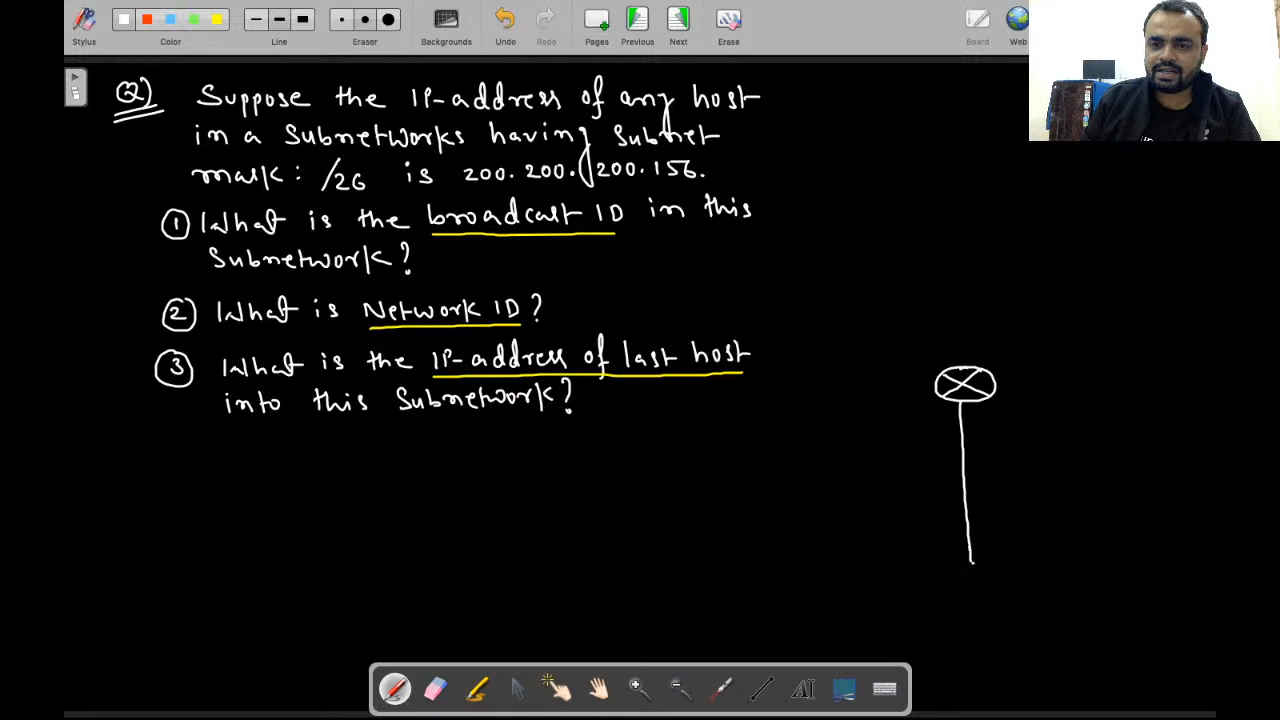 Stylus
Color
Line
Eraser
Backgrounds
Undo
Redo
Pages
Previous
Next
Erase
Board
Web
Q) Suppose the IP-address of any host
in a Subnetworks having Subnet
mask: /26 is 200.200.200.156.
① What is the broadcast ID in this
Subnetwork?
② What is Network ID?
③ What is the IP-address of last host
into this Subnetwork?
AI